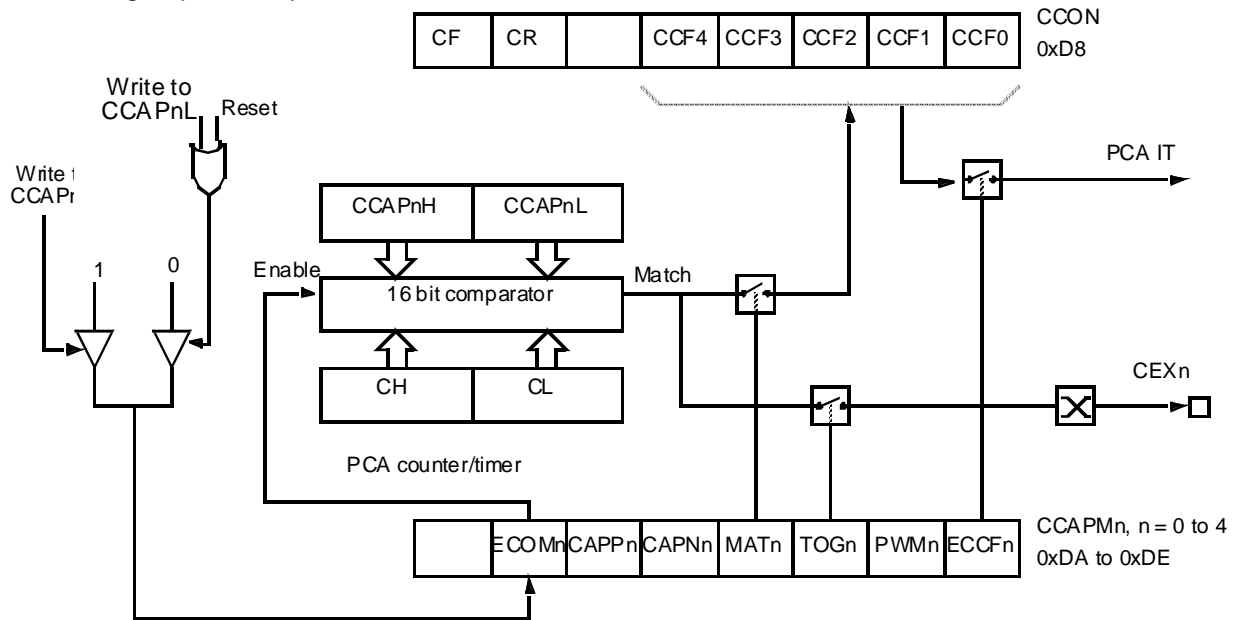 CF CR CCF4 CCF3 CCF2 CCF1 CCF0 CCON
0xD8
Write to
CCAPnL Reset
PCA IT
Write
CCAPnH CCAPnL
1 0 Enable Match
16 bit comparator
CH CL CEXn
PCA counter/timer
ECOMn CAPPn CAPNn MATn TOGn PWMn ECCFn CCAPMn, n = 0 to 4
0xDA to 0xDE